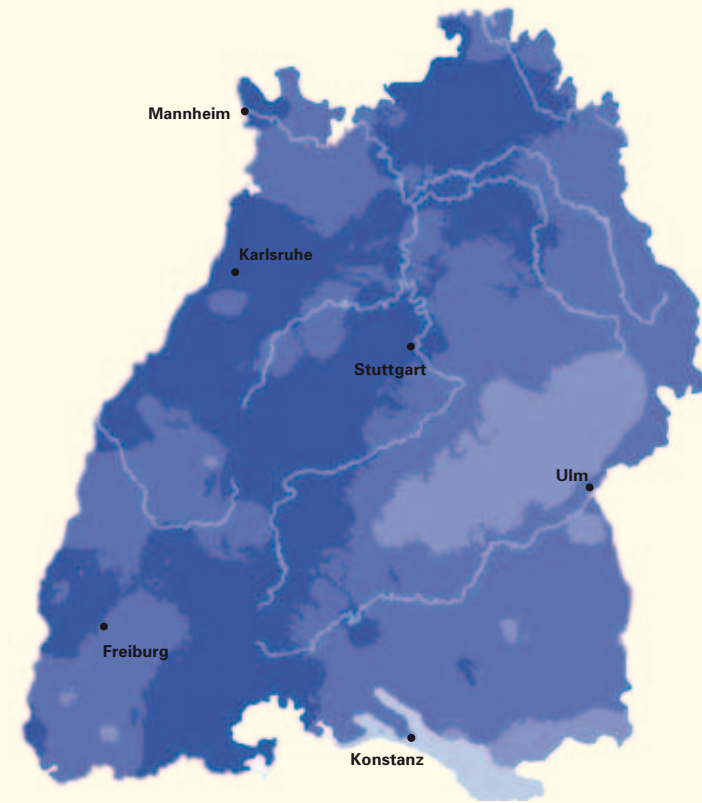 Mannheim
Karlsruhe
Stuttgart
Ulm
Freiburg
Konstanz